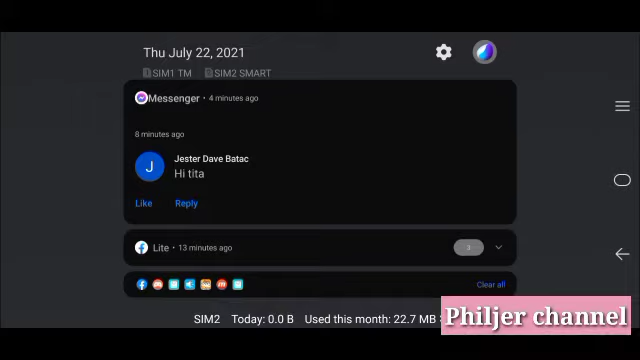 Thu July 22, 2021
SIM1 TM SIM2 SMART
Messenger • 4 minutes ago
8 minutes ago
J
Jester Dave Batac
Hi tita
Like Reply
Lite • 13 minutes ago 3
Clear all
SIM2 Today: 0.0 B Used this month: 22.7 MB
Philjer channel